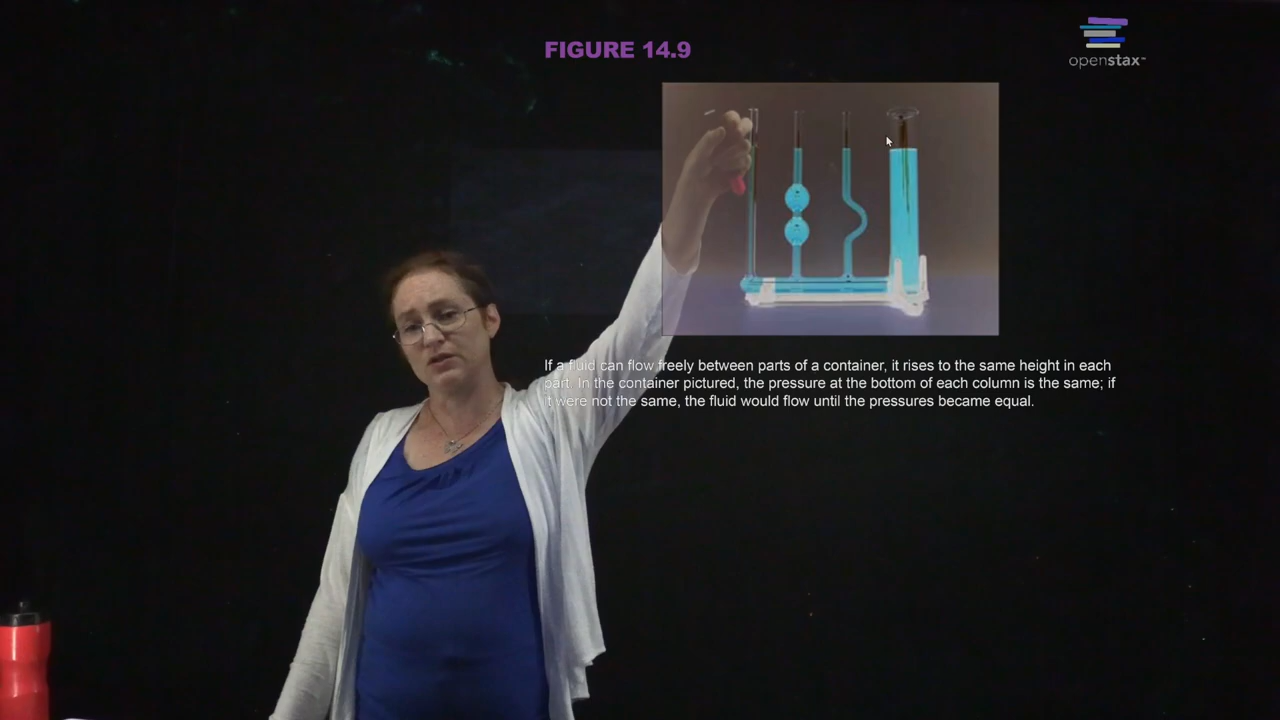 FIGURE 14.9
openstax™
If a fluid can flow freely between parts of a container, it rises to the same height in each
part. In the container pictured, the pressure at the bottom of each column is the same; if
it were not the same, the fluid would flow until the pressures became equal.